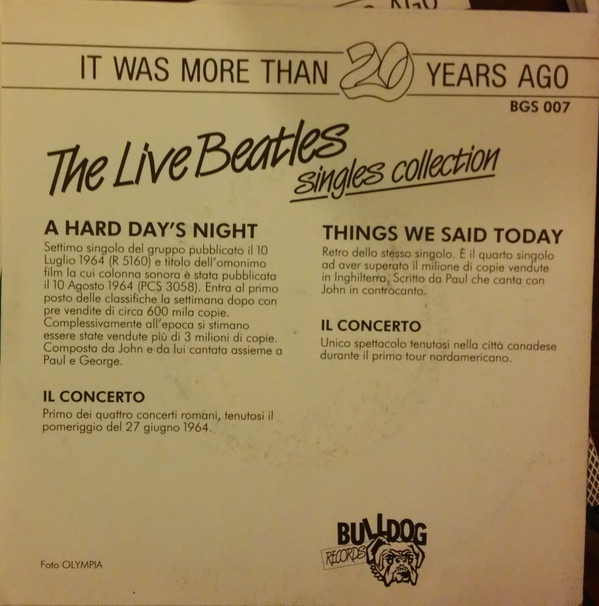 IT WAS MORE THAN 20 YEARS AGO
BGS 007
The Live Beatles
singles collection
A HARD DAY'S NIGHT
Settimo singolo del gruppo pubblicato il 10
Luglio 1964 (R 5160) e titolo dell'omonimo
film la cui colonna sonora è stata pubblicata
il 10 Agosto 1964 (PCS 3058). Entra al primo
posto delle classifiche la settimana dopo con
pre vendite di circa 600 mila copie.
Complessivamente all'epoca si stimano
essere state vendute più di 3 milioni di copie.
Composta da John e da lui cantata assieme a
Paul e George.
IL CONCERTO
Primo dei quattro concerti romani, tenutosi il
pomeriggio del 27 giugno 1964.
THINGS WE SAID TODAY
Retro dello stesso singolo. È il quarto singolo
ad aver superato il milione di copie vendute
in Inghilterra. Scritto da Paul che canta con
John in controcanto.
IL CONCERTO
Unico spettacolo tenutosi nella città canadese
durante il primo tour nordamericano.
BULLDOG
RECORDS
Foto OLYMPIA